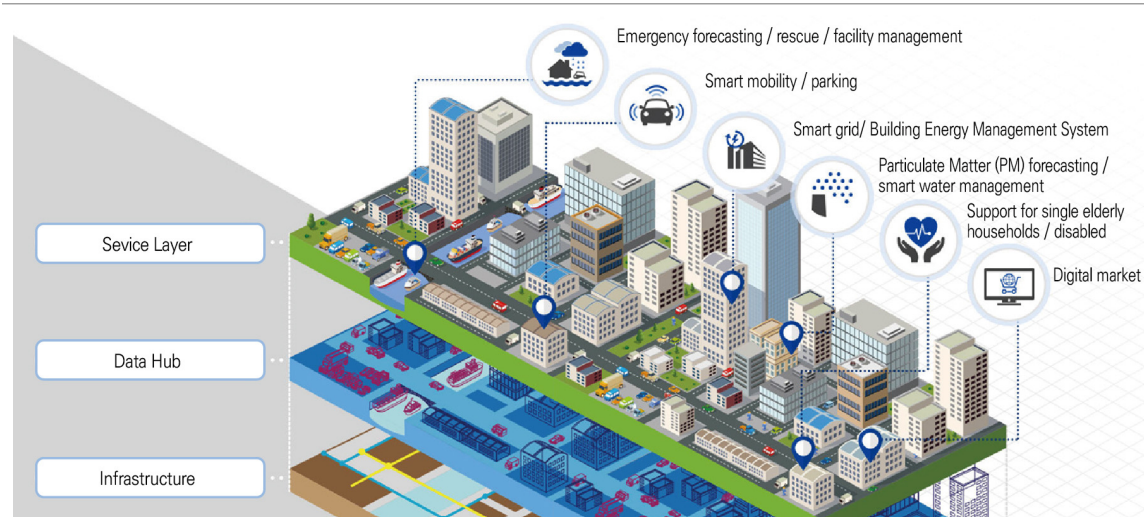 Emergency forecasting / rescue / facility management
Smart mobility / parking
Smart grid/ Building Energy Management System
Particulate Matter (PM) forecasting /
smart water management
Support for single elderly
households / disabled
Digital market
Sevice Layer
Data Hub
Infrastructure